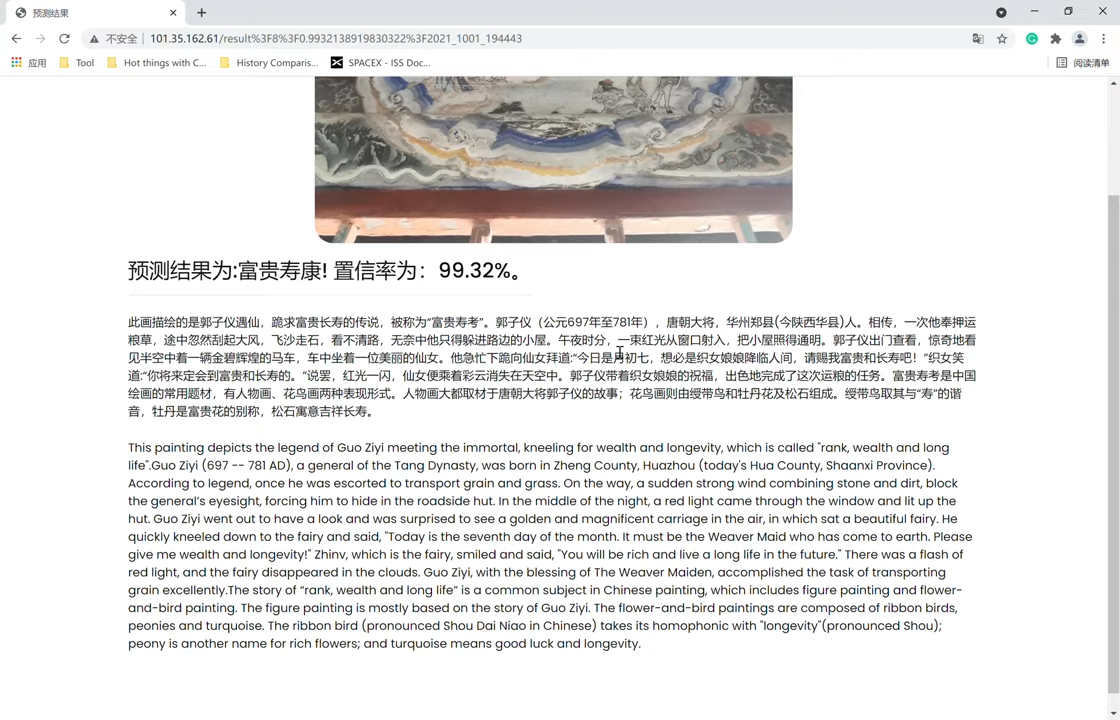 预测结果
不安全 101.35.162.61/result%3F8%3F0.9932138919830322%3F2021_1001_194443
应用 Tool Hot things with C... History Comparis... SPACEX - ISS Doc... 阅读清单
预测结果为:富贵寿康! 置信率为：99.32%。
此画描绘的是郭子仪遇仙，跪求富贵长寿的传说，被称为“富贵寿考”。郭子仪（公元697年至781年），唐朝大将，华州郑县(今陕西华县)人。相传，一次他奉押运
粮草，途中忽然刮起大风，飞沙走石，看不清路，无奈中他只得躲进路边的小屋。午夜时分，一束红光从窗口射入，把小屋照得通明。郭子仪出门查看，惊奇地看
见半空中着一辆金碧辉煌的马车，车中坐着一位美丽的仙女。他急忙下跪向仙女拜道:“今日是月初七，想必是织女娘娘降临人间，请赐我富贵和长寿吧！”织女笑
道:“你将来定会到富贵和长寿的。”说罢，红光一闪，仙女便乘着彩云消失在天空中。郭子仪带着织女娘娘的祝福，出色地完成了这次运粮的任务。富贵寿考是中国
绘画的常用题材，有人物画、花鸟画两种表现形式。人物画大都取材于唐朝大将郭子仪的故事；花鸟画则由绶带鸟和牡丹花及松石组成。绶带鸟取其与“寿”的谐
音，牡丹是富贵花的别称，松石寓意吉祥长寿。
This painting depicts the legend of Guo Ziyi meeting the immortal, kneeling for wealth and longevity, which is called "rank, wealth and long
life".Guo Ziyi (697 -- 781 AD), a general of the Tang Dynasty, was born in Zheng County, Huazhou (today's Hua County, Shaanxi Province).
According to legend, once he was escorted to transport grain and grass. On the way, a sudden strong wind combining stone and dirt, block
the general’s eyesight, forcing him to hide in the roadside hut. In the middle of the night, a red light came through the window and lit up the
hut. Guo Ziyi went out to have a look and was surprised to see a golden and magnificent carriage in the air, in which sat a beautiful fairy. He
quickly kneeled down to the fairy and said, "Today is the seventh day of the month. It must be the Weaver Maid who has come to earth. Please
give me wealth and longevity!" Zhinv, which is the fairy, smiled and said, "You will be rich and live a long life in the future." There was a flash of
red light, and the fairy disappeared in the clouds. Guo Ziyi, with the blessing of The Weaver Maiden, accomplished the task of transporting
grain excellently.The story of “rank, wealth and long life” is a common subject in Chinese painting, which includes figure painting and flower-
and-bird painting. The figure painting is mostly based on the story of Guo Ziyi. The flower-and-bird paintings are composed of ribbon birds,
peonies and turquoise. The ribbon bird (pronounced Shou Dai Niao in Chinese) takes its homophonic with "longevity"(pronounced Shou);
peony is another name for rich flowers; and turquoise means good luck and longevity.